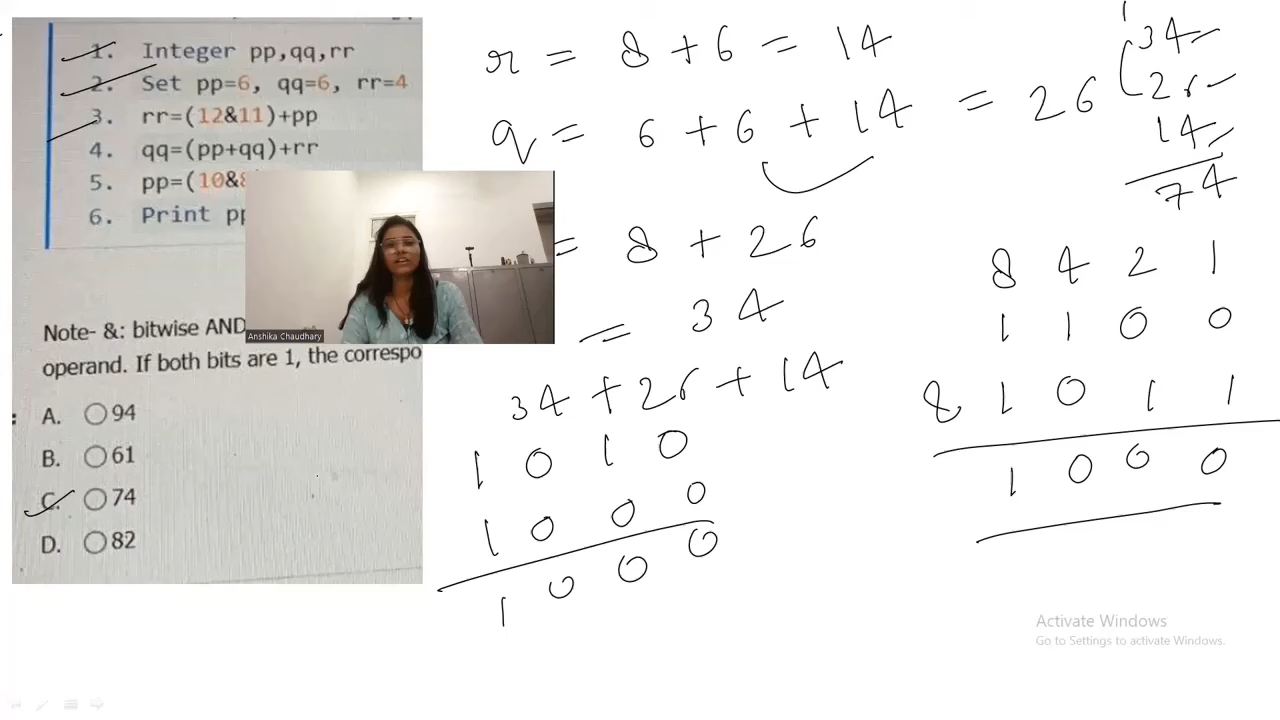 1. Integer pp,qq,rr
2. Set pp=6, qq=6, rr=4
3. rr=(12&11)+pp
4. qq=(pp+qq)+rr
5. pp=(10&8
6. Print pp
Note- &: bitwise AND
operand. If both bits are 1, the correspo
A. 94
B. 61
C. 74
D. 82
Anshika Chaudhary
r = 8 + 6 = 14
q = 6 + 6 + 14 = 26
= 8 + 26
= 34
34 + 26 + 14
1 0 1 0
1 0 0 0
1 0 0 0
1
34
26
14
74
8 4 2 1
1 1 0 0
8 1 0 1 1
1 0 0 0
Activate Windows
Go to Settings to activate Windows.